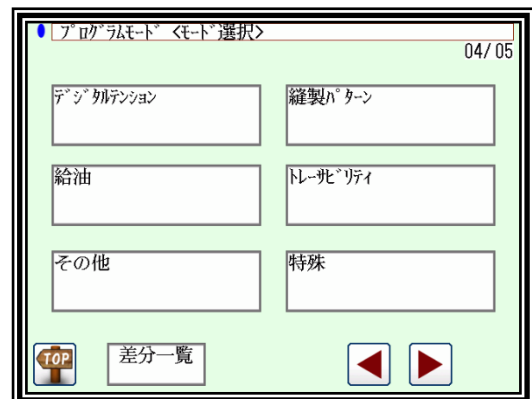 ﾌﾟﾛｸﾞﾗﾑﾓｰﾄﾞ <ﾓｰﾄﾞ選択>
04/05
ﾃﾞｼﾞﾀﾙﾃﾝｼｮﾝ
縫製ﾊﾟﾀｰﾝ
給油
ﾄﾚｰｻﾋﾞﾘﾃｨ
その他
特殊
TOP
差分一覧